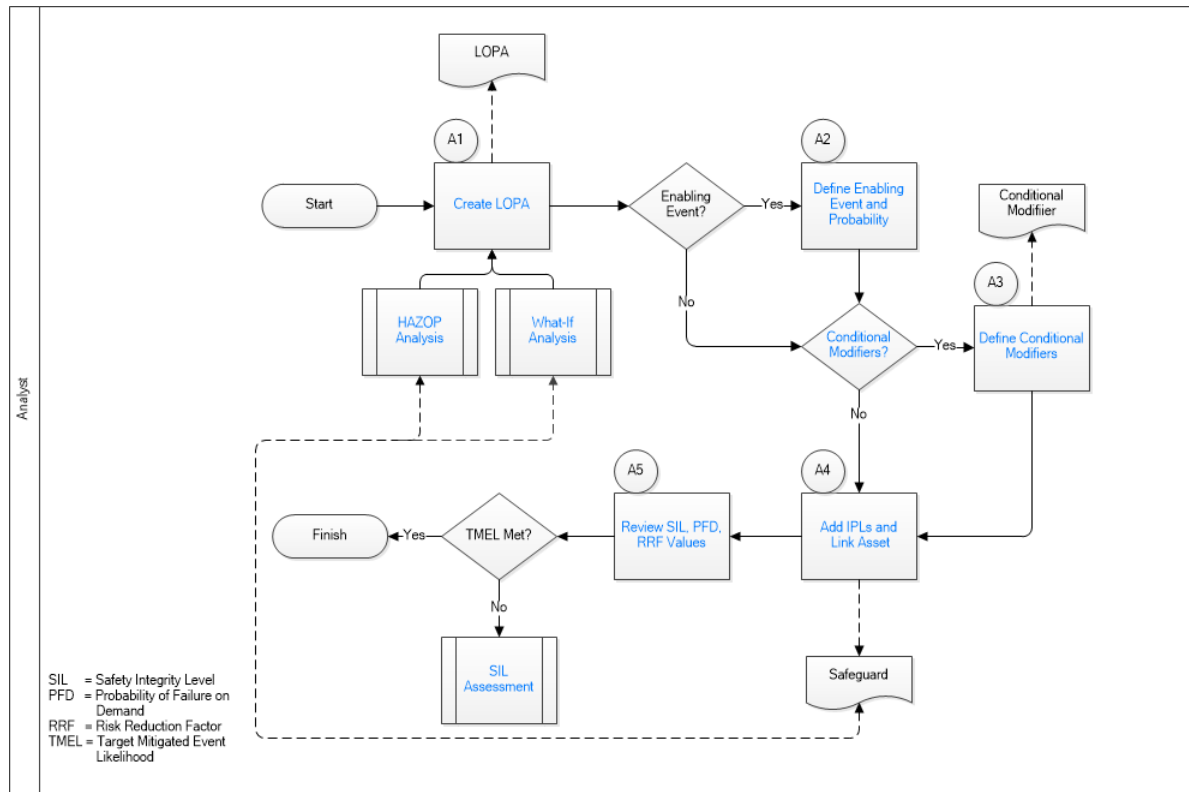 LOPA
A1
A2
Start
Create LOPA
Enabling
Event?
Yes
Define Enabling
Event and
Probability
Conditional
Modifiier
A3
No
HAZOP
Analysis
What-If
Analysis
Conditional
Modifiers?
Yes
Define Conditional
Modifiers
No
Analyst
A5
A4
Finish
Yes
TMEL Met?
Review SIL, PFD,
RRF Values
Add IPLs and
Link Asset
No
SIL
Assessment
Safeguard
SIL = Safety Integrity Level
PFD = Probability of Failure on
Demand
RRF = Risk Reduction Factor
TMEL = Target Mitigated Event
Likelihood